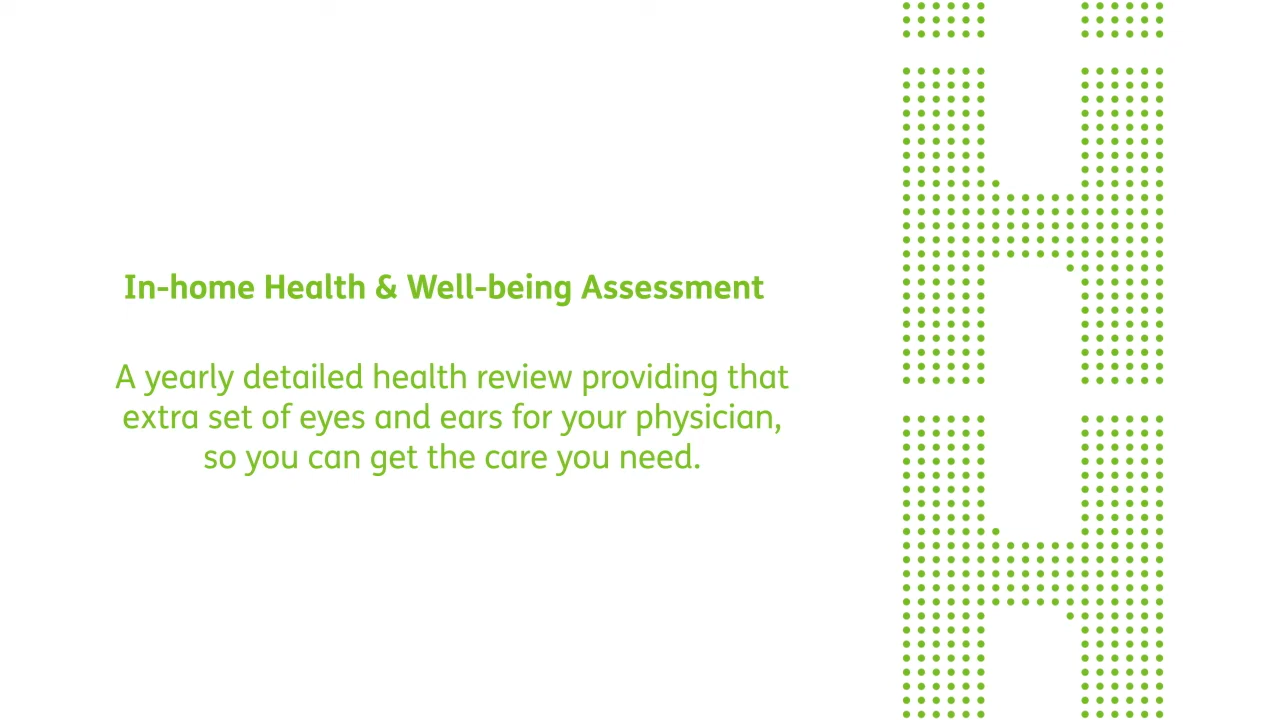 In-home Health & Well-being Assessment
A yearly detailed health review providing that
extra set of eyes and ears for your physician,
so you can get the care you need.